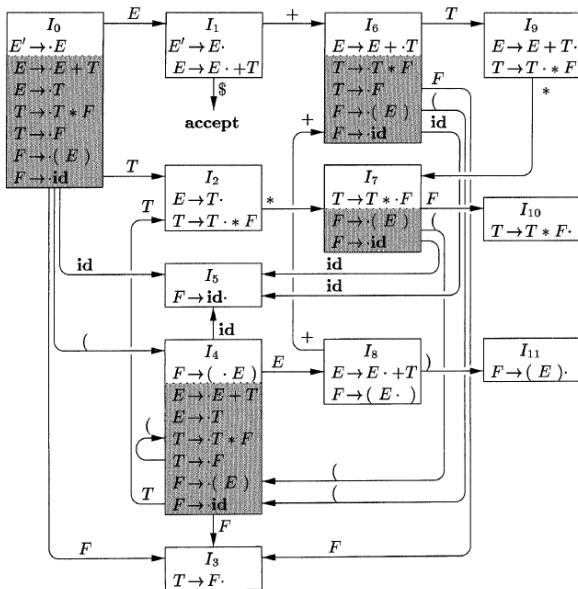 I0
E' → ·E
E → ·E + T
E → ·T
T → ·T * F
T → ·F
F → ·( E )
F → ·id
E
I1
E' → E·
E → E· + T
$
accept
+
I6
E → E + ·T
T → ·T * F
T → ·F
F → ·( E )
F → ·id
T
I9
E → E + T·
T → T· * F
*
F
(
id
+
T
I2
E → T·
T → T· * F
T
*
I7
T → T * ·F
F → ·( E )
F → ·id
F
(
I10
T → T * F·
id
I5
F → id·
id
id
id
(
I4
F → ( ·E )
E → ·E + T
E → ·T
T → ·T * F
T → ·F
F → ·( E )
F → ·id
(
T
E
+
I8
E → E· + T
F → ( E· )
)
I11
F → ( E )·
(
(
F
F
I3
T → F·
F